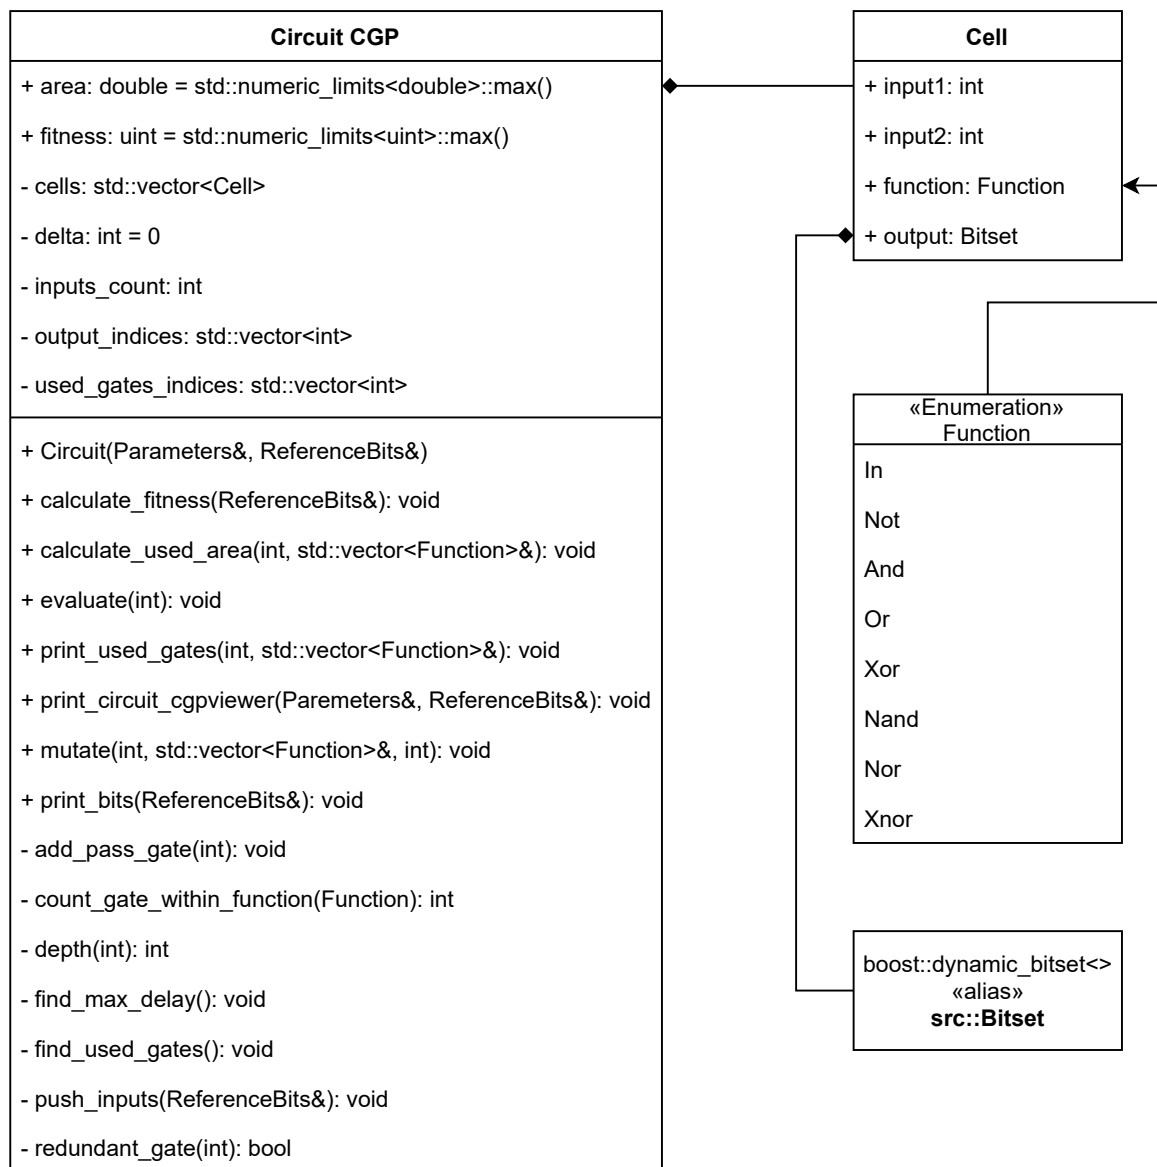 Circuit CGP
+ area: double = std::numeric_limits<double>::max()
+ fitness: uint = std::numeric_limits<uint>::max()
- cells: std::vector<Cell>
- delta: int = 0
- inputs_count: int
- output_indices: std::vector<int>
- used_gates_indices: std::vector<int>
+ Circuit(Parameters&, ReferenceBits&)
+ calculate_fitness(ReferenceBits&): void
+ calculate_used_area(int, std::vector<Function>&): void
+ evaluate(int): void
+ print_used_gates(int, std::vector<Function>&): void
+ print_circuit_cgpviewer(Paremeters&, ReferenceBits&): void
+ mutate(int, std::vector<Function>&, int): void
+ print_bits(ReferenceBits&): void
- add_pass_gate(int): void
- count_gate_within_function(Function): int
- depth(int): int
- find_max_delay(): void
- find_used_gates(): void
- push_inputs(ReferenceBits&): void
- redundant_gate(int): bool
Cell
+ input1: int
+ input2: int
+ function: Function
+ output: Bitset
«Enumeration»
Function
In
Not
And
Or
Xor
Nand
Nor
Xnor
boost::dynamic_bitset<>
«alias»
src::Bitset